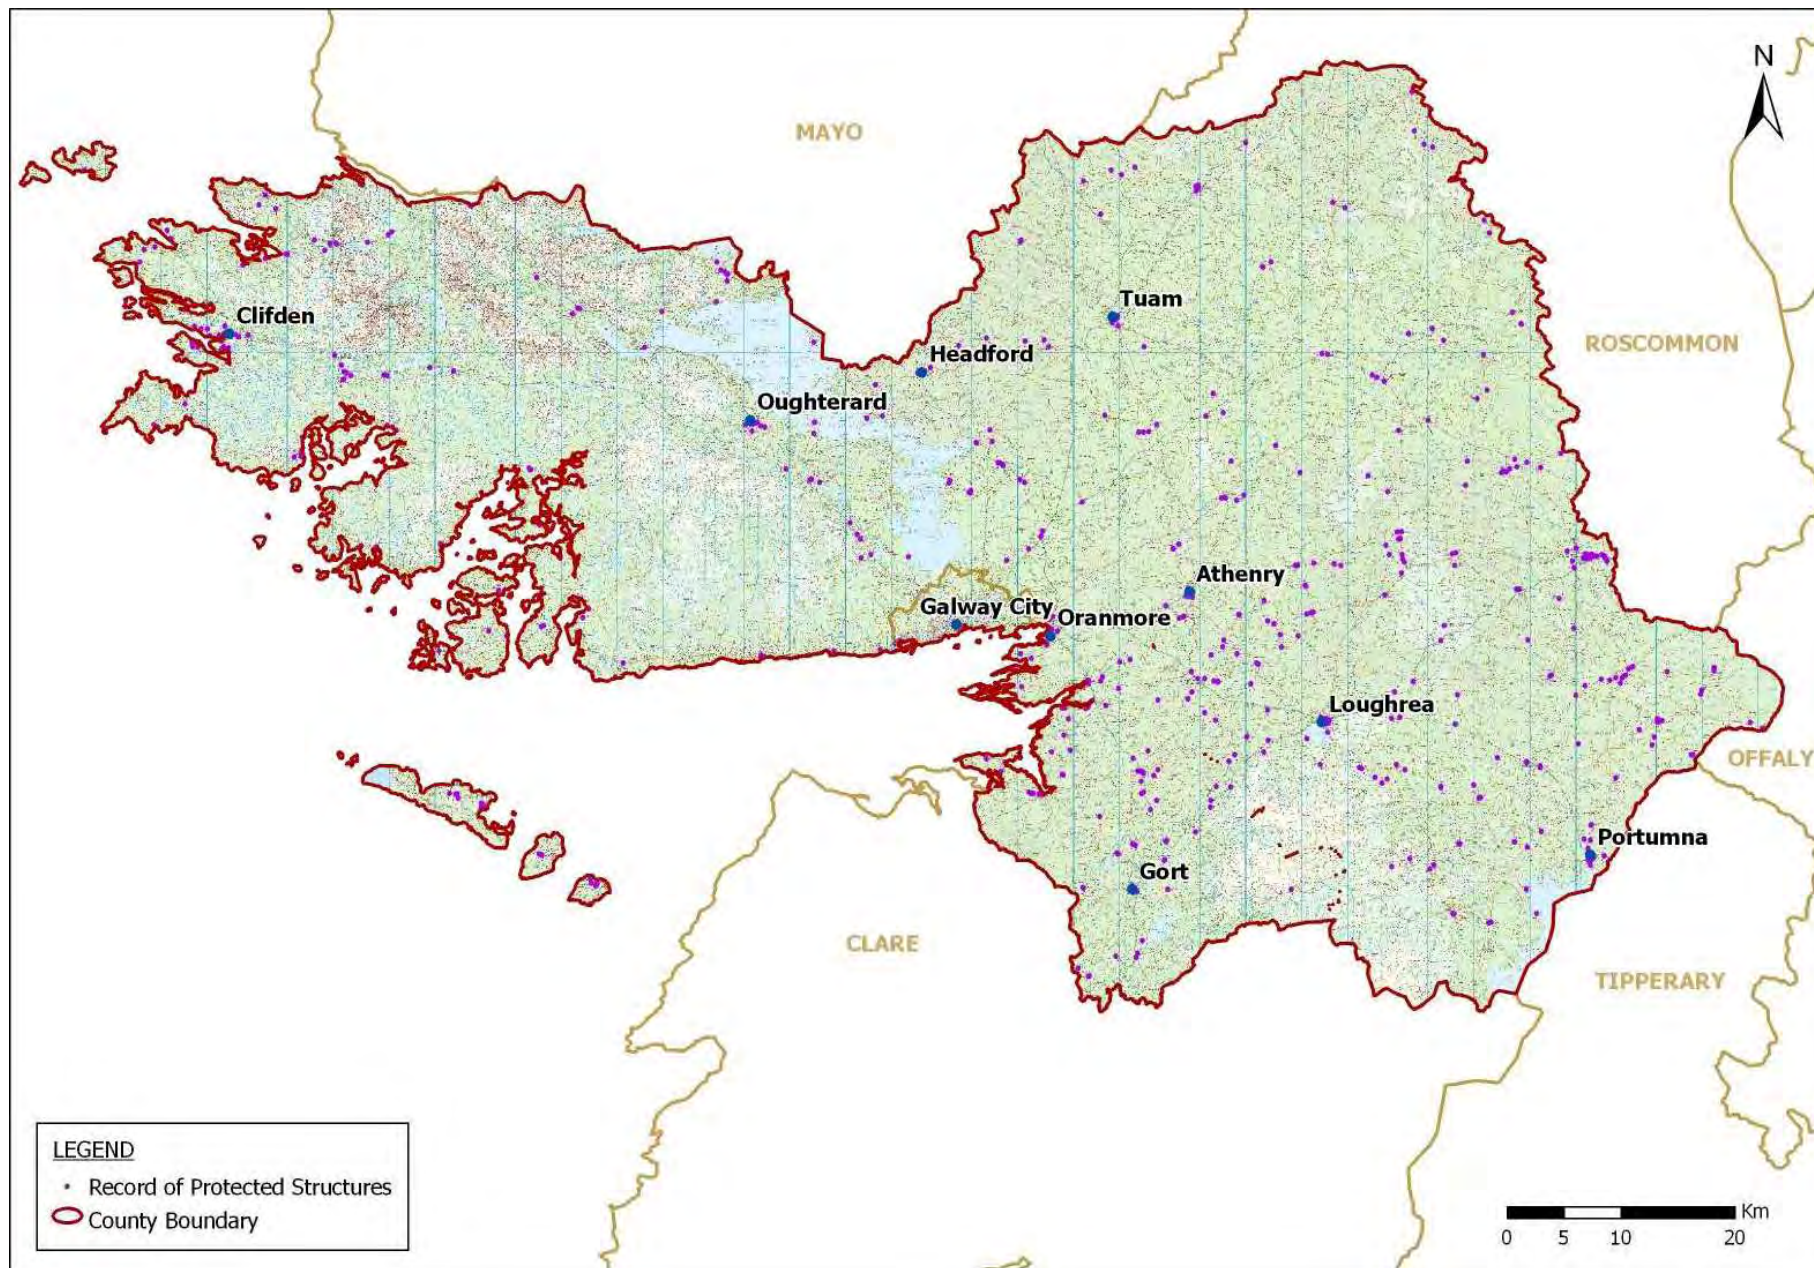 N
MAYO
Tuam
Clifden
ROSCOMMON
Headford
Oughterard
Athenry
Galway City
Oranmore
Loughrea
OFFALY
Portumna
Gort
CLARE
TIPPERARY
LEGEND
Record of Protected Structures
County Boundary
Km
0 5 10 20